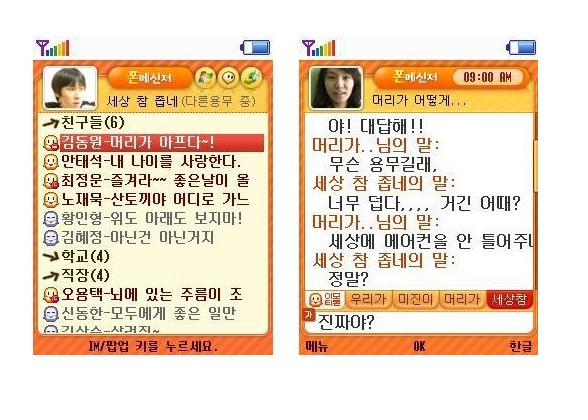 폰메신저
세상 참 좁네(다른용무 중)
친구들(6)
김동원-머리가 아프다~!
안태석-내 나이를 사랑한다.
최정운-즐겨라~~ 좋은날이 올
노재묵-산토끼야 어디로 가느
황인형-위도 아래도 보지마!
김혜정-아닌건 아닌거지
학교(4)
직장(4)
오용택-뇌에 있는 주름이 조
신동한-모두에게 좋은 일만
IM/팝업 키를 누르세요.
폰메신저
09:00 AM
머리가 어떻게...
야! 대답해!!
머리가..님의 말:
무슨 용무길래,
세상 참 좁네의 말:
너무 덥다,,,, 거긴 어때?
머리가..님의 말:
세상에 에어컨을 안 틀어주니
세상 참 좁네의 말:
정말?
우리가 미진이 머리가 세상참
가
진짜야?
메뉴 OK 한글